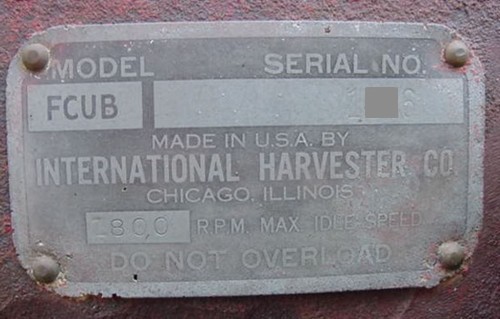 MODEL SERIAL NO.
FCUB
MADE IN U.S.A. BY
INTERNATIONAL HARVESTER CO
CHICAGO, ILLINOIS
1800 R.P.M. MAX. IDLE SPEED
DO NOT OVERLOAD